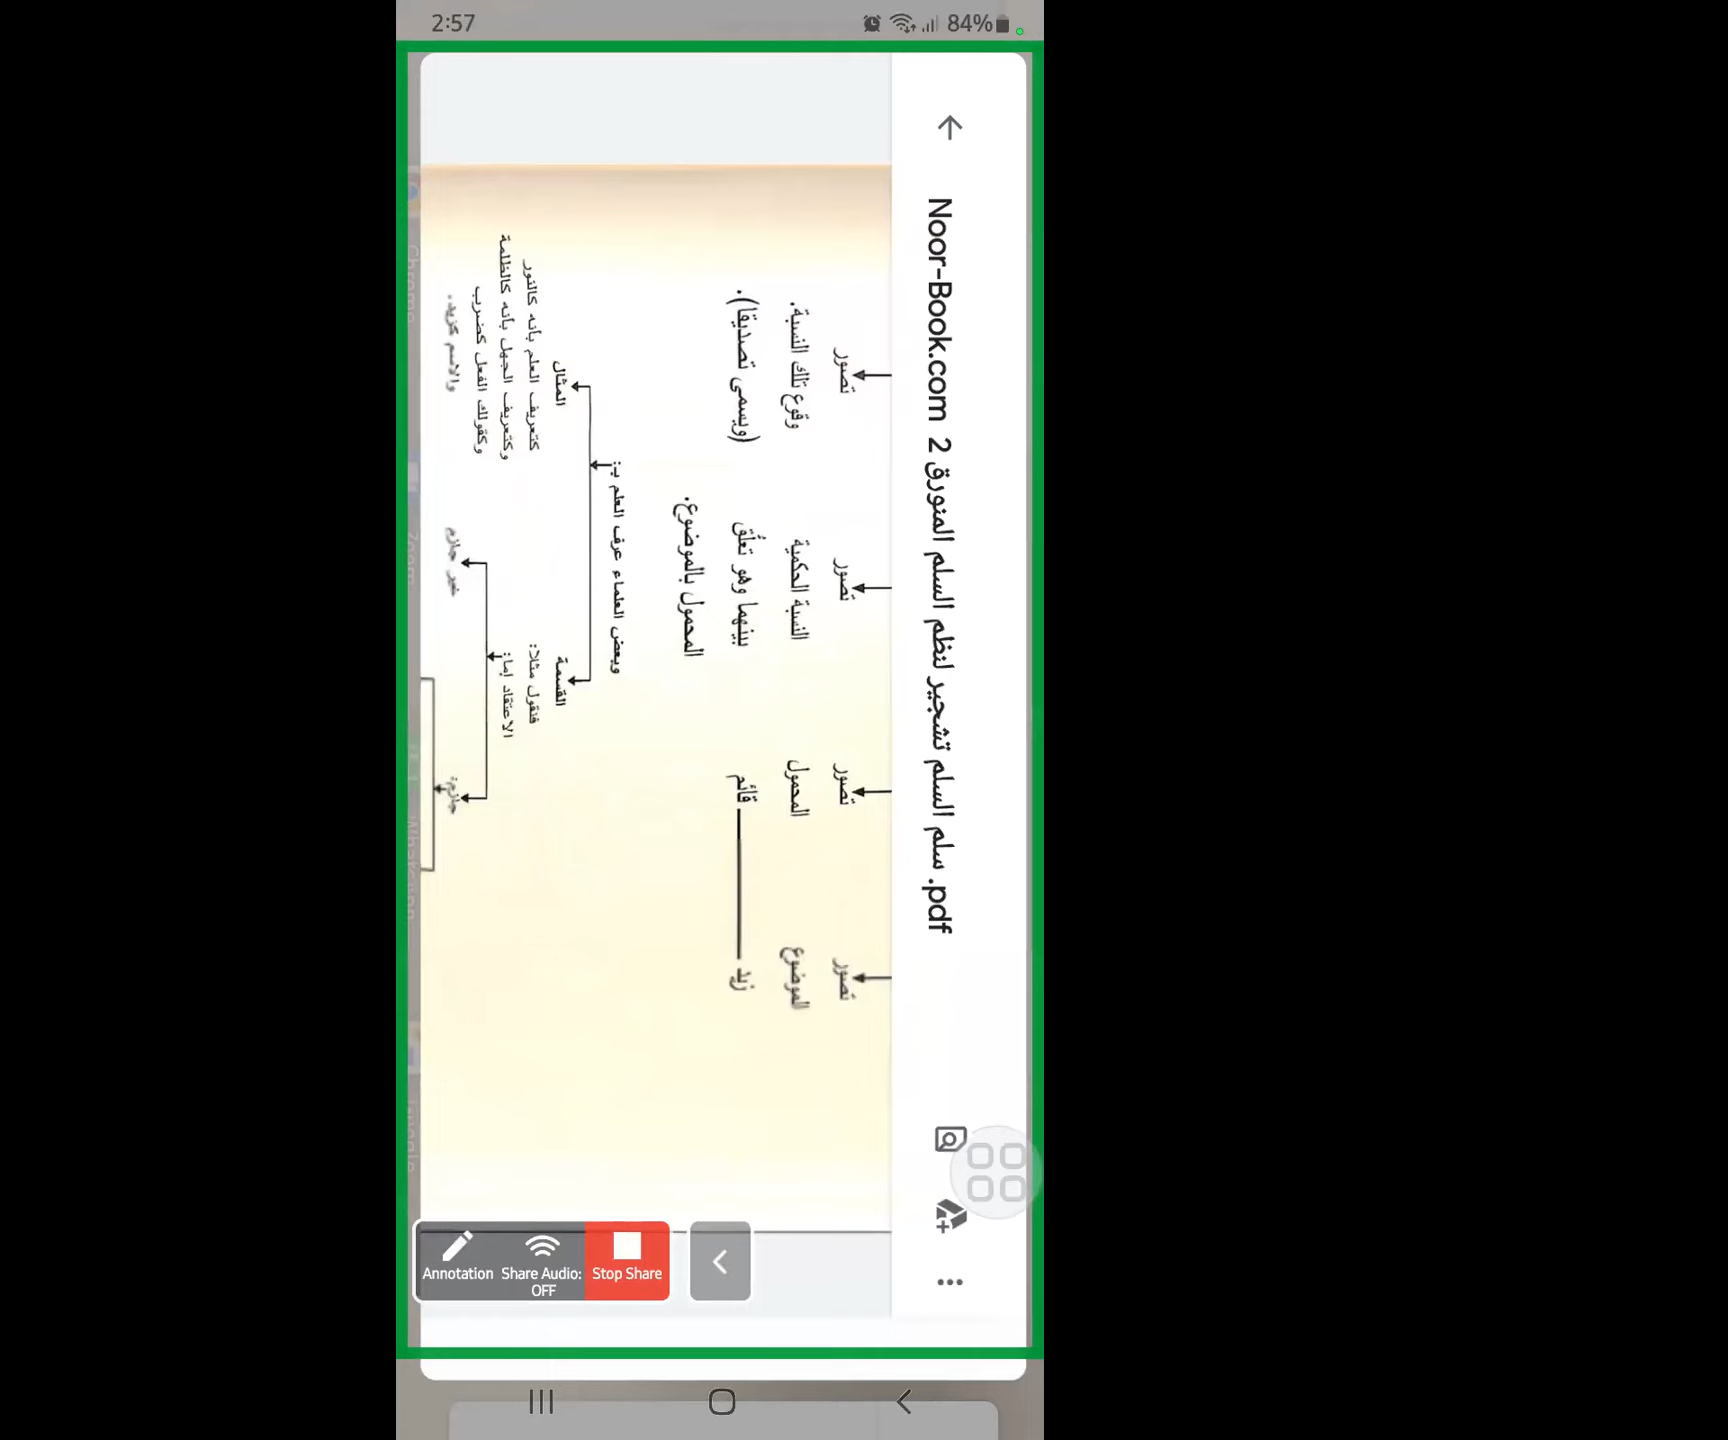 2:57
84%
Noor-Book.com سلم السلم تشجير لنظم السلم المنورق 2 .pdf
تصور
تصور
تصور
تصور
الموضوع
المحمول
النسبة الحكمية
وقوع تلك النسبة.
زيد
قائم
بينهما وهو تعلُّق
(ويسمى تصديقا).
المحمول بالموضوع.
وبعض العلماء عرف العلم بـ:
القسمة
المثال
فنقول مثلا:
كتعريف العلم بأنه كالنور
الاعتقاد إما:
وكتعريف الجهل بأنه كالظلمة
وكقولك الفعل كضرب
جازم:
غير جازم
والاسم كزيد..
Annotation
Share Audio: OFF
Stop Share